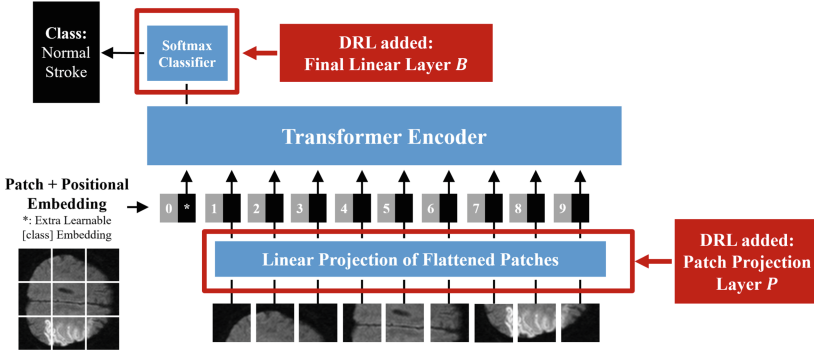 Class:
Normal
Stroke
Softmax
Classifier
DRL added:
Final Linear Layer B
Transformer Encoder
Patch + Positional
Embedding
*: Extra Learnable
[class] Embedding
0 * 1 2 3 4 5 6 7 8 9
Linear Projection of Flattened Patches
DRL added:
Patch Projection
Layer P